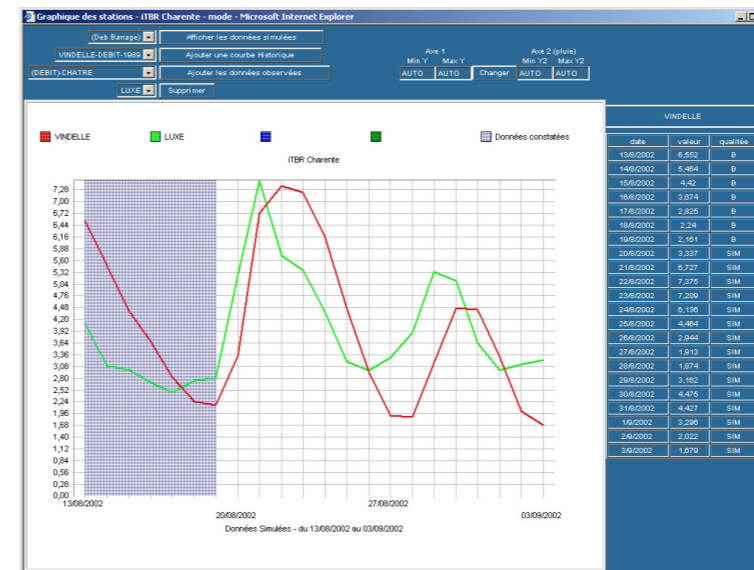 Graphique des stations - iTBR Charente - mode - Microsoft Internet Explorer
(Deb Barrage) Afficher les données simulées
VINDELLE-DEBIT-1989 Ajouter une courbe Historique
(DEBIT)-CHATRE Ajouter les données observées
LUXE Supprimer
Axe 1 Axe 2 (pluie)
Min Y Max Y Min Y2 Max Y2
AUTO AUTO Changer AUTO AUTO
VINDELLE LUXE Données constatées
iTBR Charente
7,28
7,00
6,72
6,44
6,16
5,88
5,60
5,32
5,04
4,76
4,48
4,20
3,92
3,64
3,36
3,08
2,80
2,52
2,24
1,96
1,68
1,40
1,12
0,84
0,56
0,28
0,00
13/08/2002 27/08/2002
20/08/2002 03/09/2002
Données Simulées - du 13/08/2002 au 03/09/2002
VINDELLE
date valeur qualitée
13/8/2002 6,552 B
14/8/2002 5,464 B
15/8/2002 4,42 B
16/8/2002 3,674 B
17/8/2002 2,825 B
18/8/2002 2,24 B
19/8/2002 2,161 B
20/8/2002 3,337 SIM
21/8/2002 6,727 SIM
22/8/2002 7,375 SIM
23/8/2002 7,209 SIM
24/8/2002 6,136 SIM
25/8/2002 4,464 SIM
26/8/2002 2,944 SIM
27/8/2002 1,913 SIM
28/8/2002 1,874 SIM
29/8/2002 3,162 SIM
30/8/2002 4,475 SIM
31/8/2002 4,427 SIM
1/9/2002 3,296 SIM
2/9/2002 2,022 SIM
3/9/2002 1,679 SIM